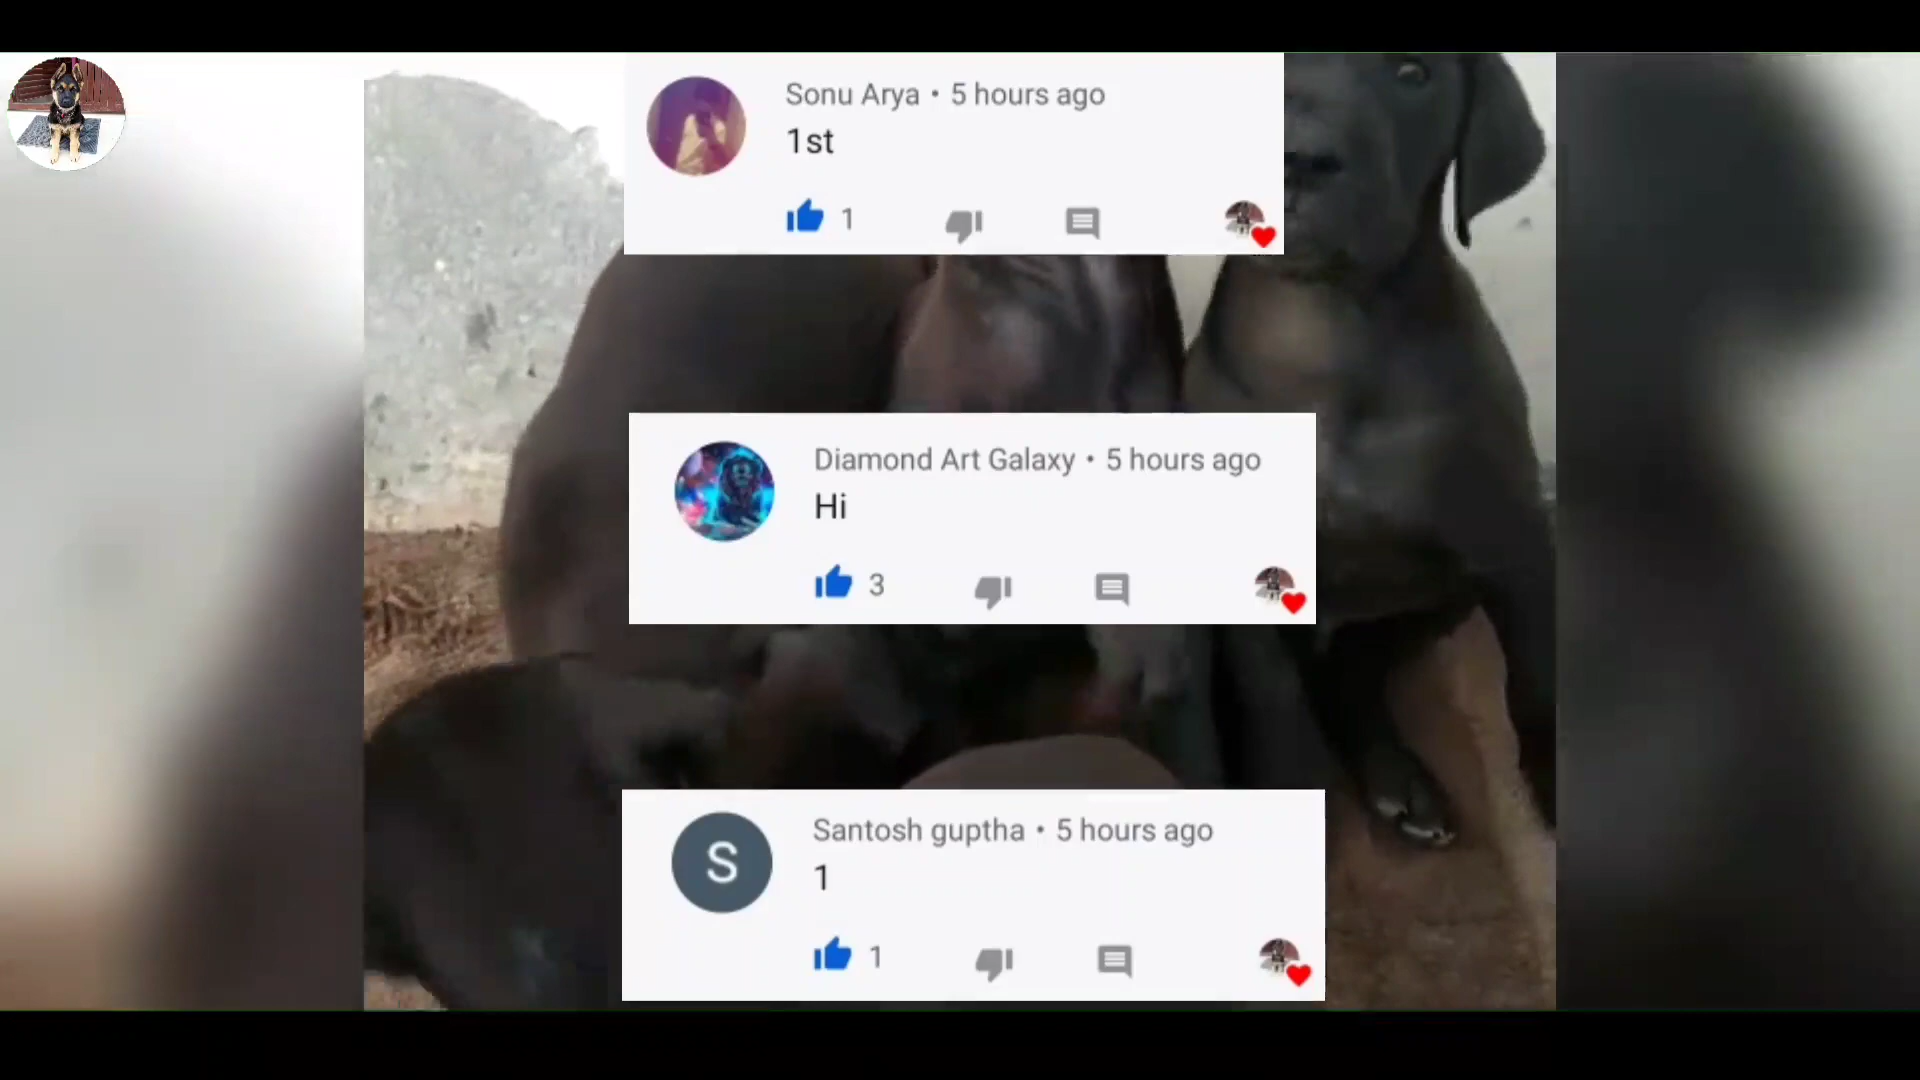 Sonu Arya • 5 hours ago
1st
1
Diamond Art Galaxy • 5 hours ago
Hi
3
S
Santosh guptha • 5 hours ago
1
1